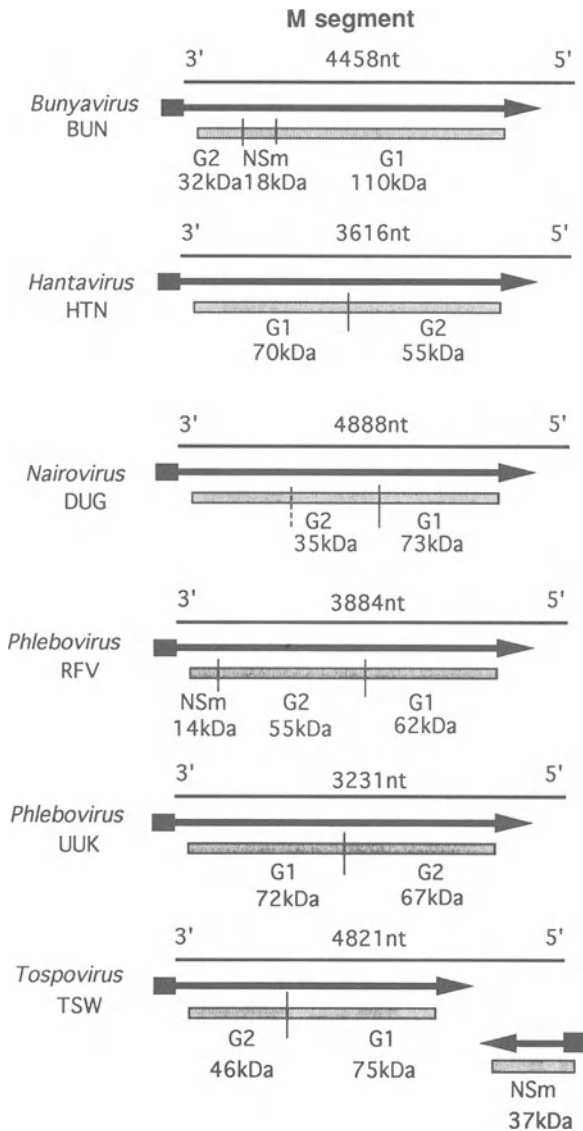 M segment
3' 4458nt 5'
Bunyavirus
BUN
G2 NSm G1
32kDa 18kDa 110kDa
3' 3616nt 5'
Hantavirus
HTN
G1 G2
70kDa 55kDa
3' 4888nt 5'
Nairovirus
DUG
G2 G1
35kDa 73kDa
3' 3884nt 5'
Phlebovirus
RFV
NSm G2 G1
14kDa 55kDa 62kDa
3' 3231nt 5'
Phlebovirus
UUK
G1 G2
72kDa 67kDa
3' 4821nt 5'
Tospovirus
TSW
G2 G1
46kDa 75kDa
NSm
37kDa